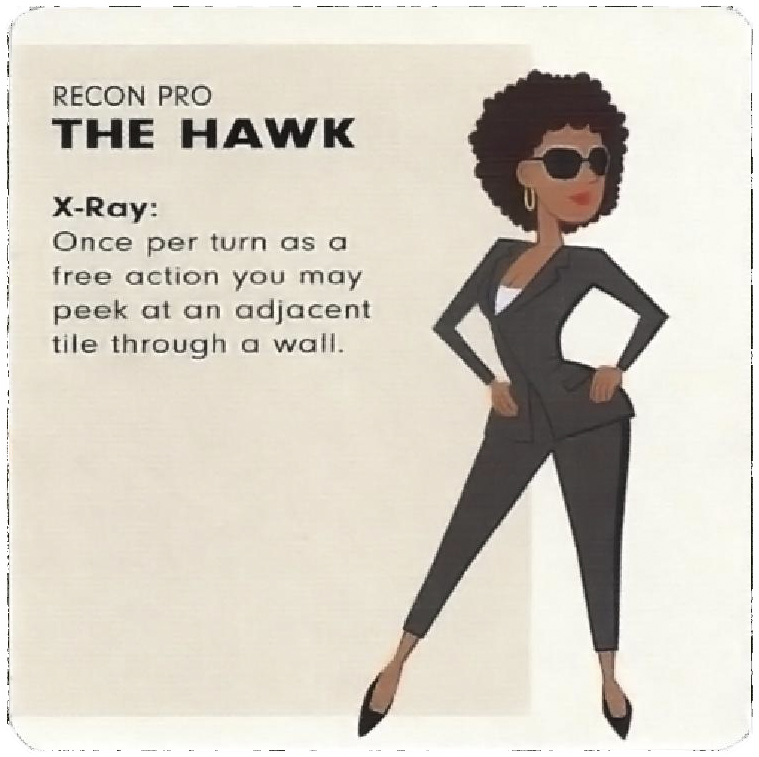 RECON PRO
THE HAWK
X-Ray:
Once per turn as a
free action you may
peek at an adjacent
tile through a wall.